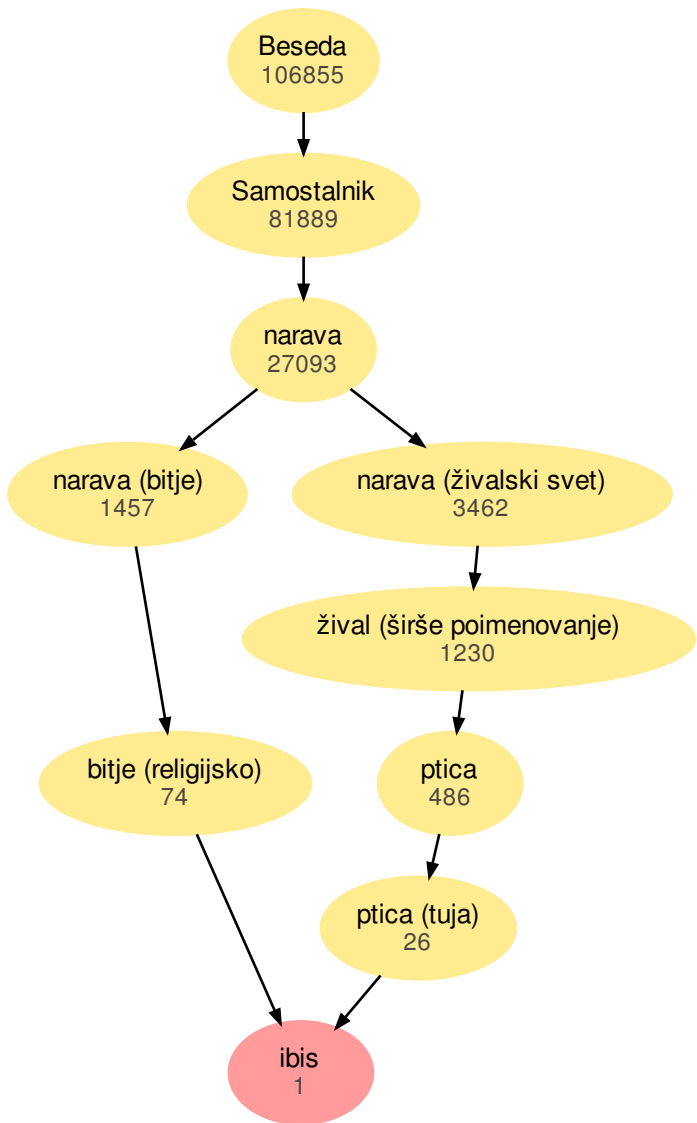 Beseda
106855
Samostalnik
81889
narava
27093
narava (bitje)
1457
narava (živalski svet)
3462
žival (širše poimenovanje)
1230
bitje (religijsko)
74
ptica
486
ptica (tuja)
26
ibis
1